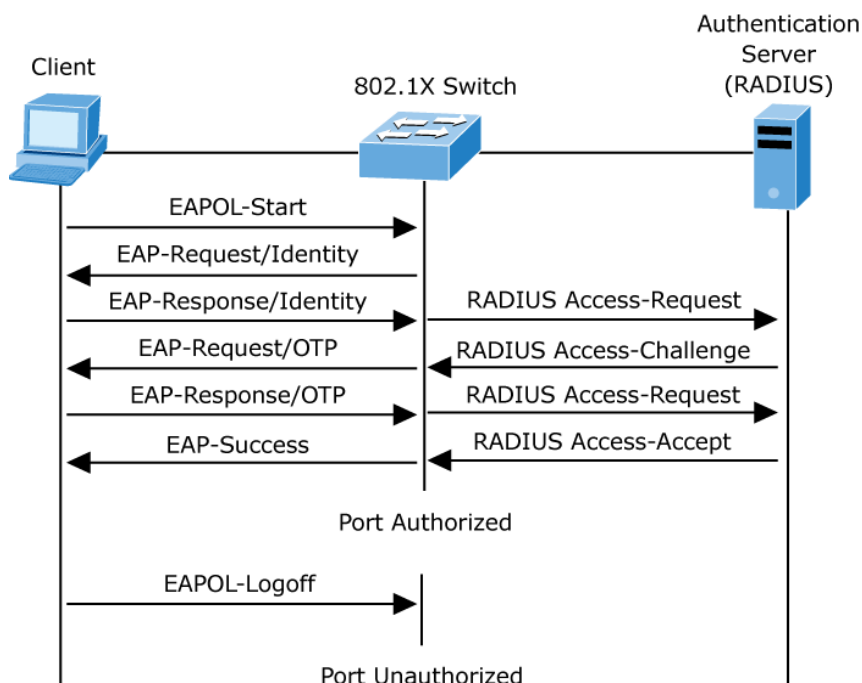 Authentication
Server
(RADIUS)
Client
802.1X Switch
EAPOL-Start
EAP-Request/Identity
EAP-Response/Identity
RADIUS Access-Request
EAP-Request/OTP
RADIUS Access-Challenge
EAP-Response/OTP
RADIUS Access-Request
EAP-Success
RADIUS Access-Accept
Port Authorized
EAPOL-Logoff
Port Unauthorized